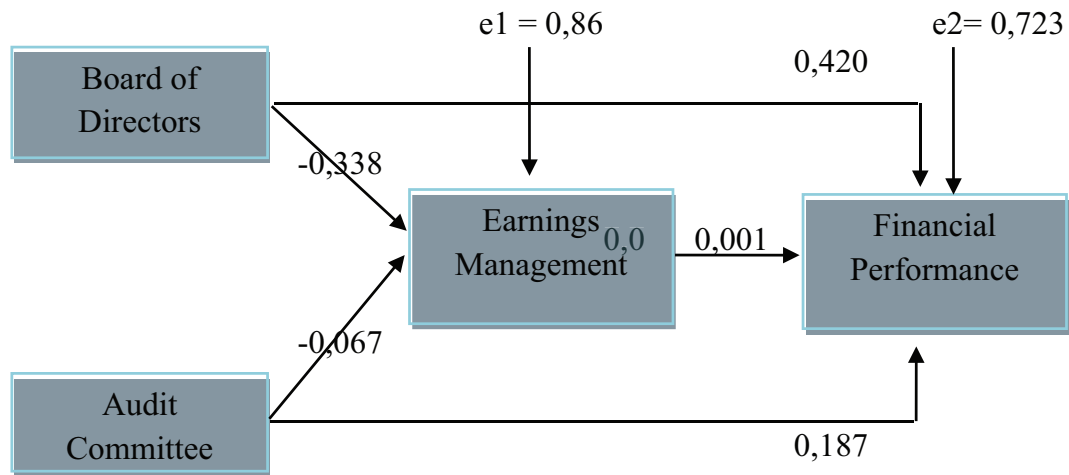 e1 = 0,86
e2= 0,723
Board of
Directors
0,420
-0,338
Earnings
Management
0,0
0,001
Financial
Performance
-0,067
Audit
Committee
0,187